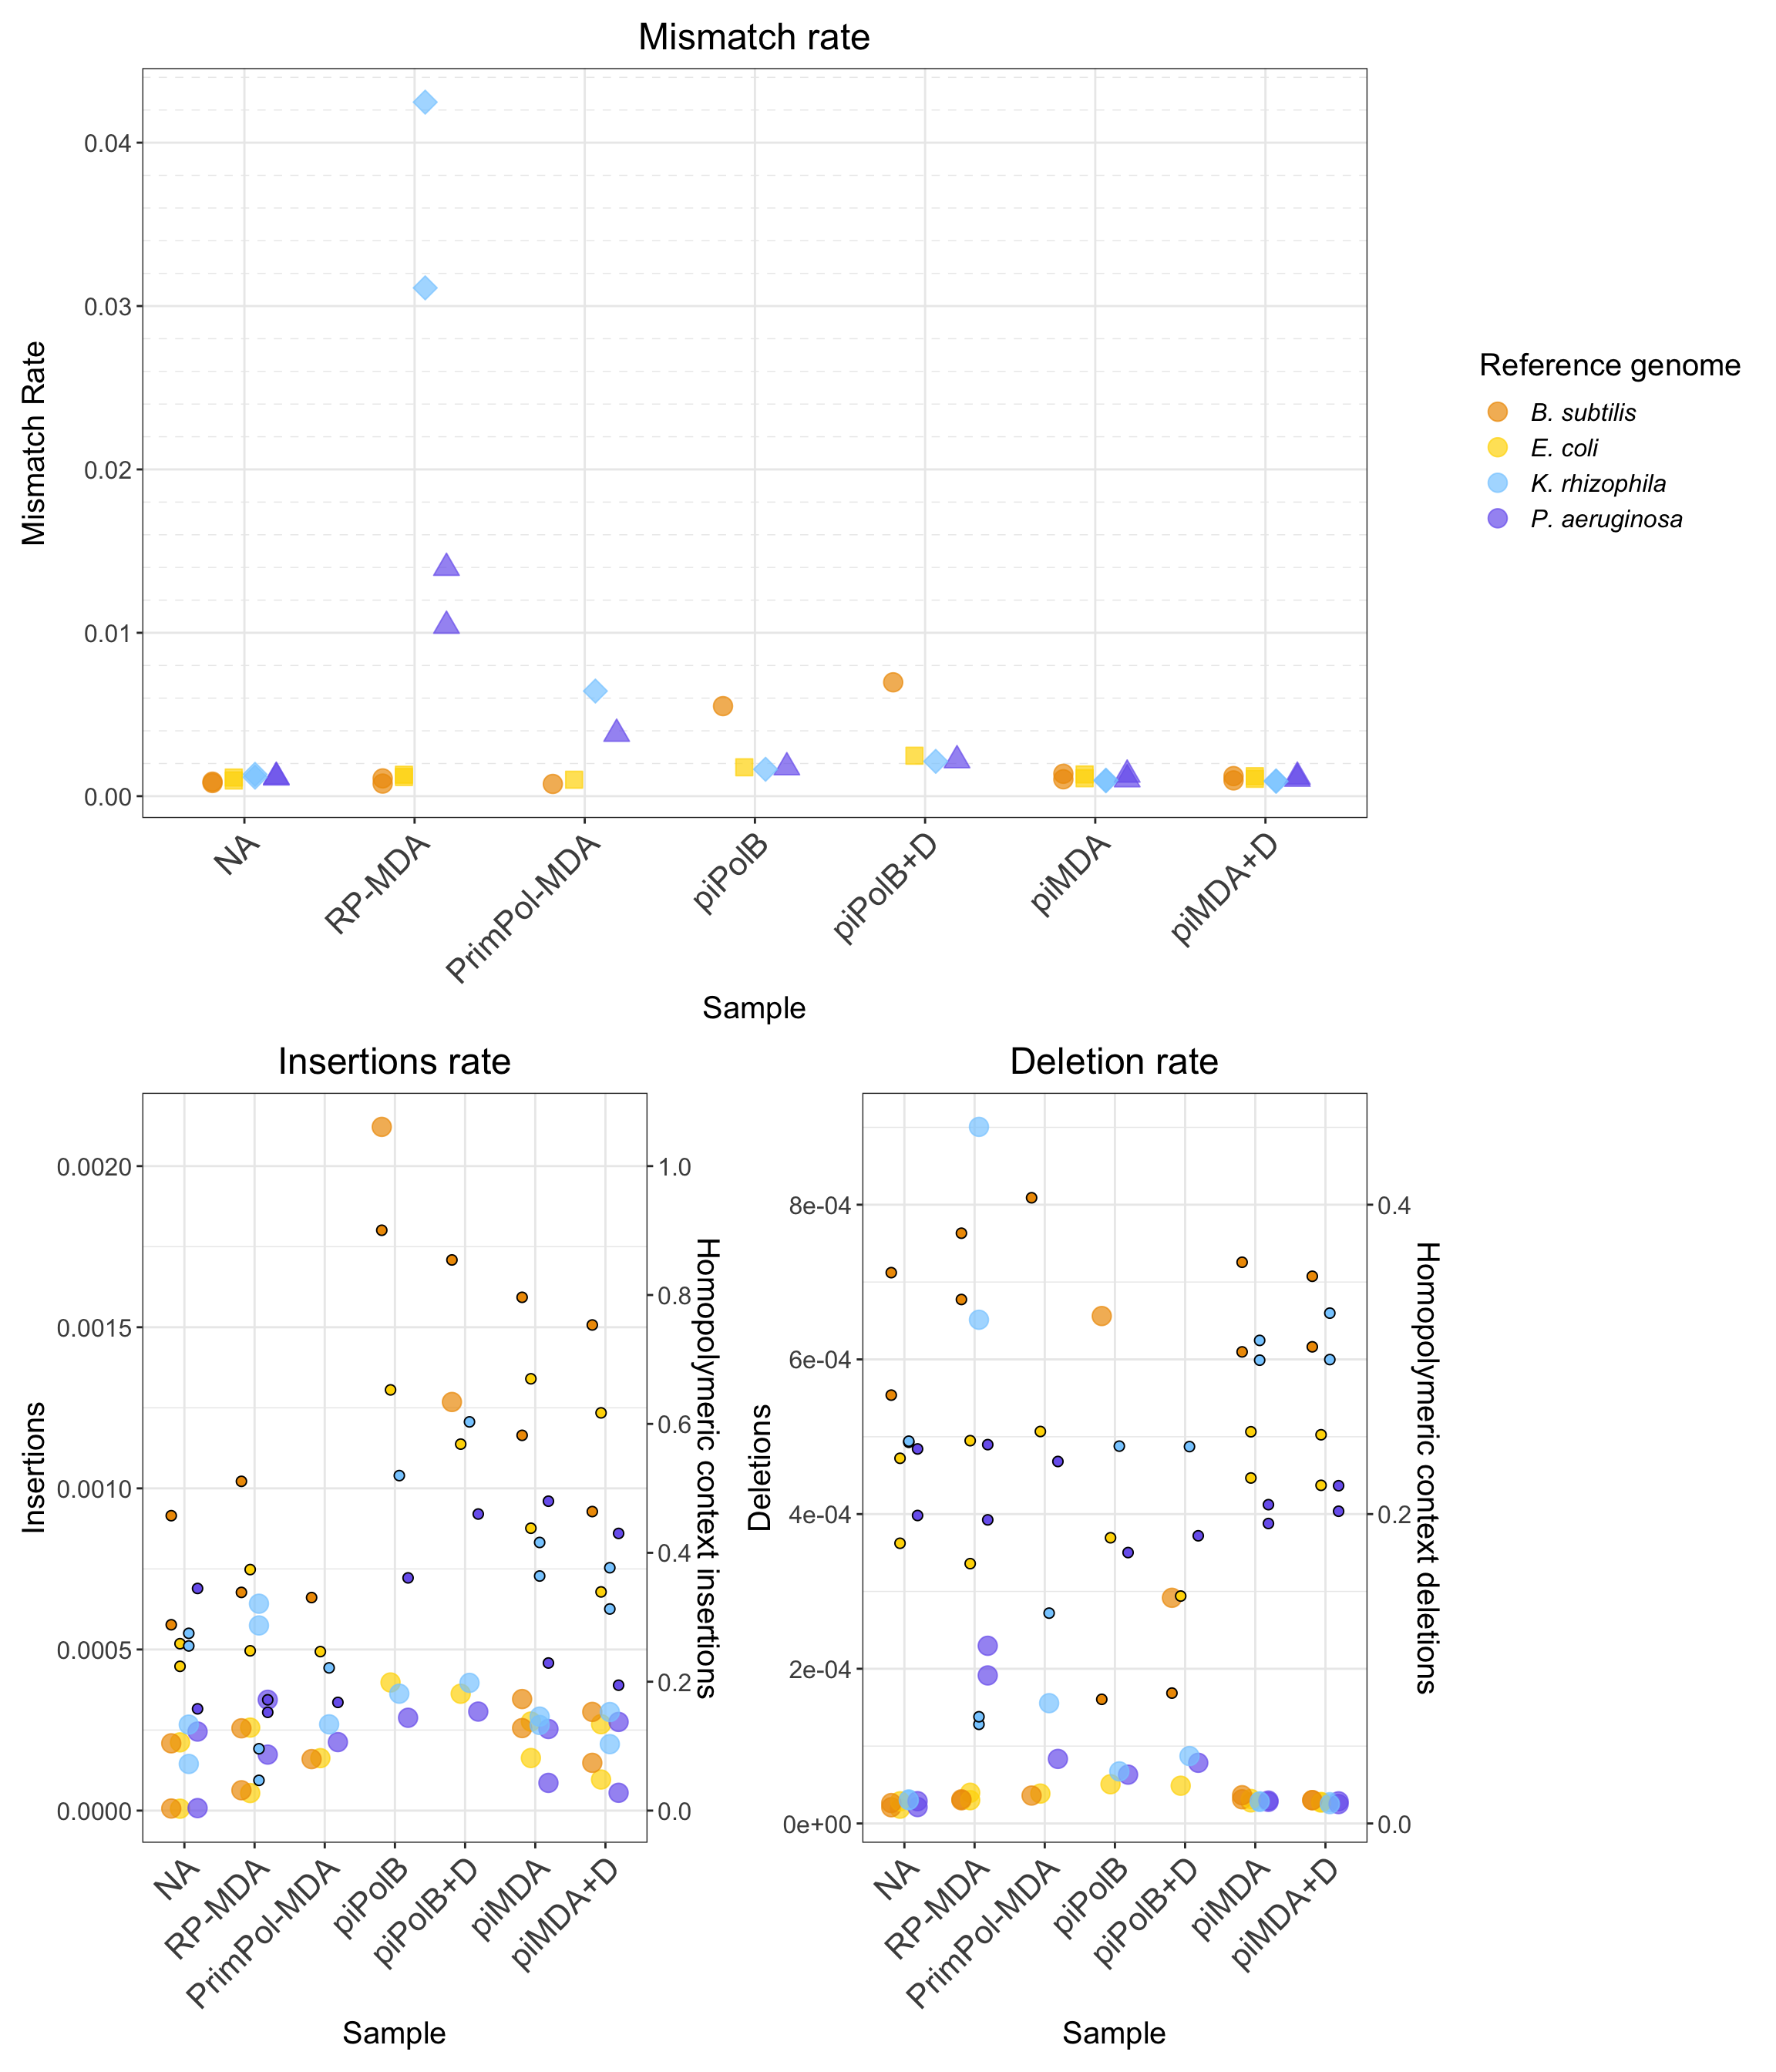 Mismatch rate
Mismatch Rate
0.04
0.03
0.02
0.01
0.00
NA
RP-MDA
PrimPol-MDA
piPolB
piPolB+D
piMDA
piMDA+D
Sample
Reference genome
B. subtilis
E. coli
K. rhizophila
P. aeruginosa
Insertions rate
Insertions
0.0020
0.0015
0.0010
0.0005
0.0000
1.0
0.8
0.6
0.4
0.2
0.0
Homopolymeric context insertions
NA
RP-MDA
PrimPol-MDA
piPolB
piPolB+D
piMDA
piMDA+D
Sample
Deletion rate
Deletions
8e-04
6e-04
4e-04
2e-04
0e+00
0.4
0.2
0.0
Homopolymeric context deletions
NA
RP-MDA
PrimPol-MDA
piPolB
piPolB+D
piMDA
piMDA+D
Sample